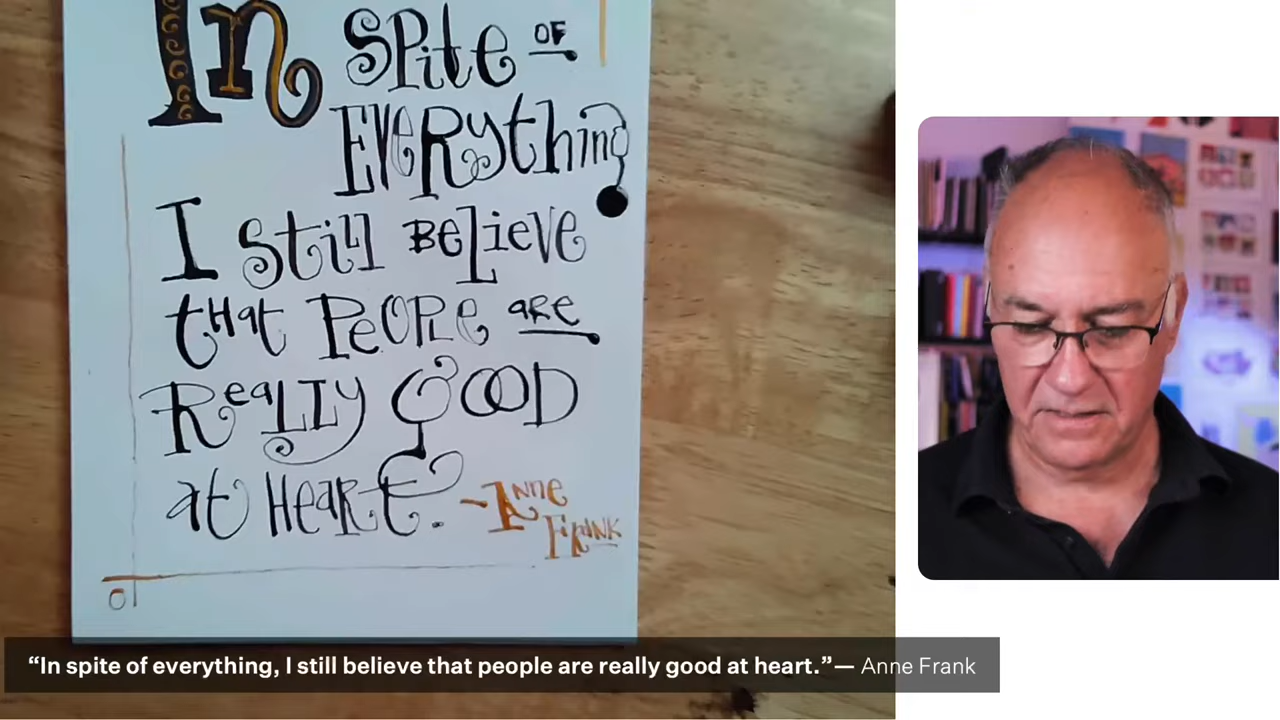 In SPite OF
EVERything
I still BELieve
tHat PeOPLe aRE
ReaLLy GOOD
at HeaRt. -Anne
FRaNK
“In spite of everything, I still believe that people are really good at heart.”— Anne Frank